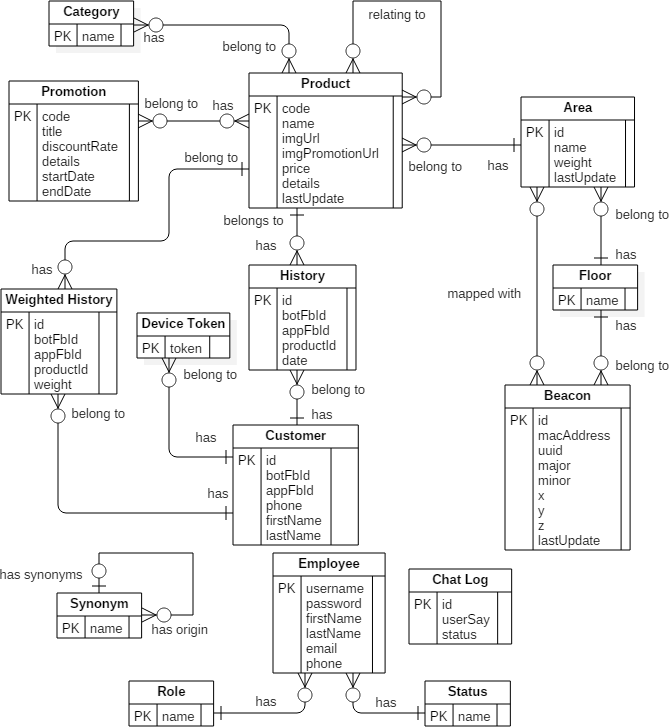 Category
PK name
has
belong to
relating to
Product
PK code
name
imgUrl
imgPromotionUrl
price
details
lastUpdate
Promotion
PK code
title
discountRate
details
startDate
endDate
belong to
has
Area
PK id
name
weight
lastUpdate
belong to
has
belong to
belongs to
has
has
belong to
has
mapped with
Floor
PK name
has
belong to
Weighted History
PK id
botFbId
appFbId
productId
weight
belong to
Device Token
PK token
belong to
History
PK id
botFbId
appFbId
productId
date
belong to
has
has
has
Customer
PK id
botFbId
appFbId
phone
firstName
lastName
Beacon
PK id
macAddress
uuid
major
minor
x
y
z
lastUpdate
has synonyms
Synonym
PK name
has origin
Employee
PK username
password
firstName
lastName
email
phone
Chat Log
PK id
userSay
status
Role
PK name
has
has
Status
PK name